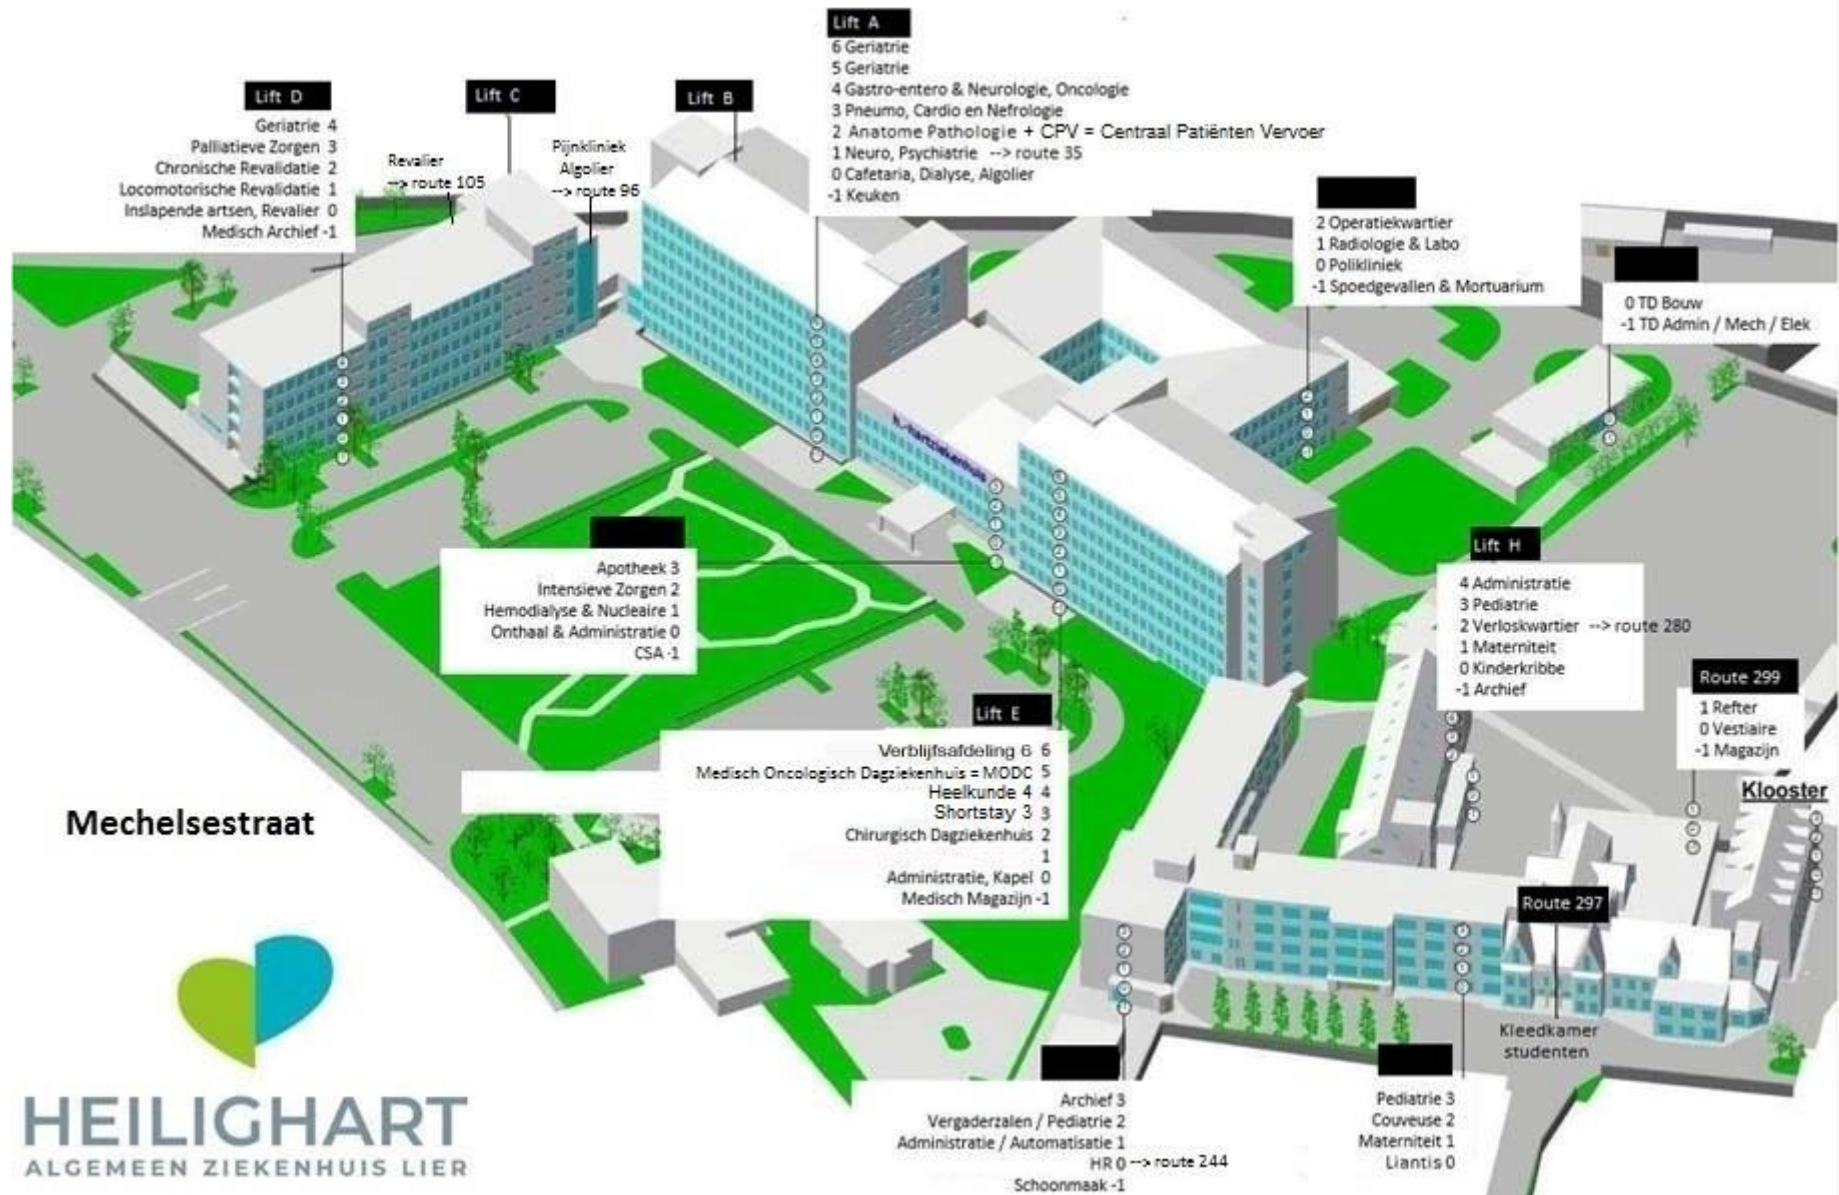 Lift A
6 Geriatrie
5 Geriatrie
4 Gastro-entero & Neurologie, Oncologie
3 Pneumo, Cardio en Nefrologie
2 Anatome Pathologie + CPV = Centraal Patiënten Vervoer
1 Neuro, Psychiatrie --> route 35
0 Cafetaria, Dialyse, Algolier
-1 Keuken
Lift D
Geriatrie 4
Palliatieve Zorgen 3
Chronische Revalidatie 2
Locomotorische Revalidatie 1
Inslapende artsen, Revalier 0
Medisch Archief -1
Lift C
Revalier
--> route 105
Pijnkliniek
Algolier
--> route 96
Lift B
2 Operatiekwartier
1 Radiologie & Labo
0 Polikliniek
-1 Spoedgevallen & Mortuarium
0 TD Bouw
-1 TD Admin / Mech / Elek
h.-hartziekenhuis
Apotheek 3
Intensieve Zorgen 2
Hemodialyse & Nucleaire 1
Onthaal & Administratie 0
CSA -1
Lift H
4 Administratie
3 Pediatrie
2 Verloskwartier --> route 280
1 Materniteit
0 Kinderkribbe
-1 Archief
Route 299
1 Refter
0 Vestiaire
-1 Magazijn
Klooster
Lift E
Verblijfsafdeling 6 6
Medisch Oncologisch Dagziekenhuis = MODC 5
Heelkunde 4 4
Shortstay 3 3
Chirurgisch Dagziekenhuis 2
1
Administratie, Kapel 0
Medisch Magazijn -1
Mechelsestraat
Route 297
Kleedkamer
studenten
Archief 3
Vergaderzalen / Pediatrie 2
Administratie / Automatisatie 1
HR 0 --> route 244
Schoonmaak -1
Pediatrie 3
Couveuse 2
Materniteit 1
Liantis 0
HEILIGHART
ALGEMEEN ZIEKENHUIS LIER